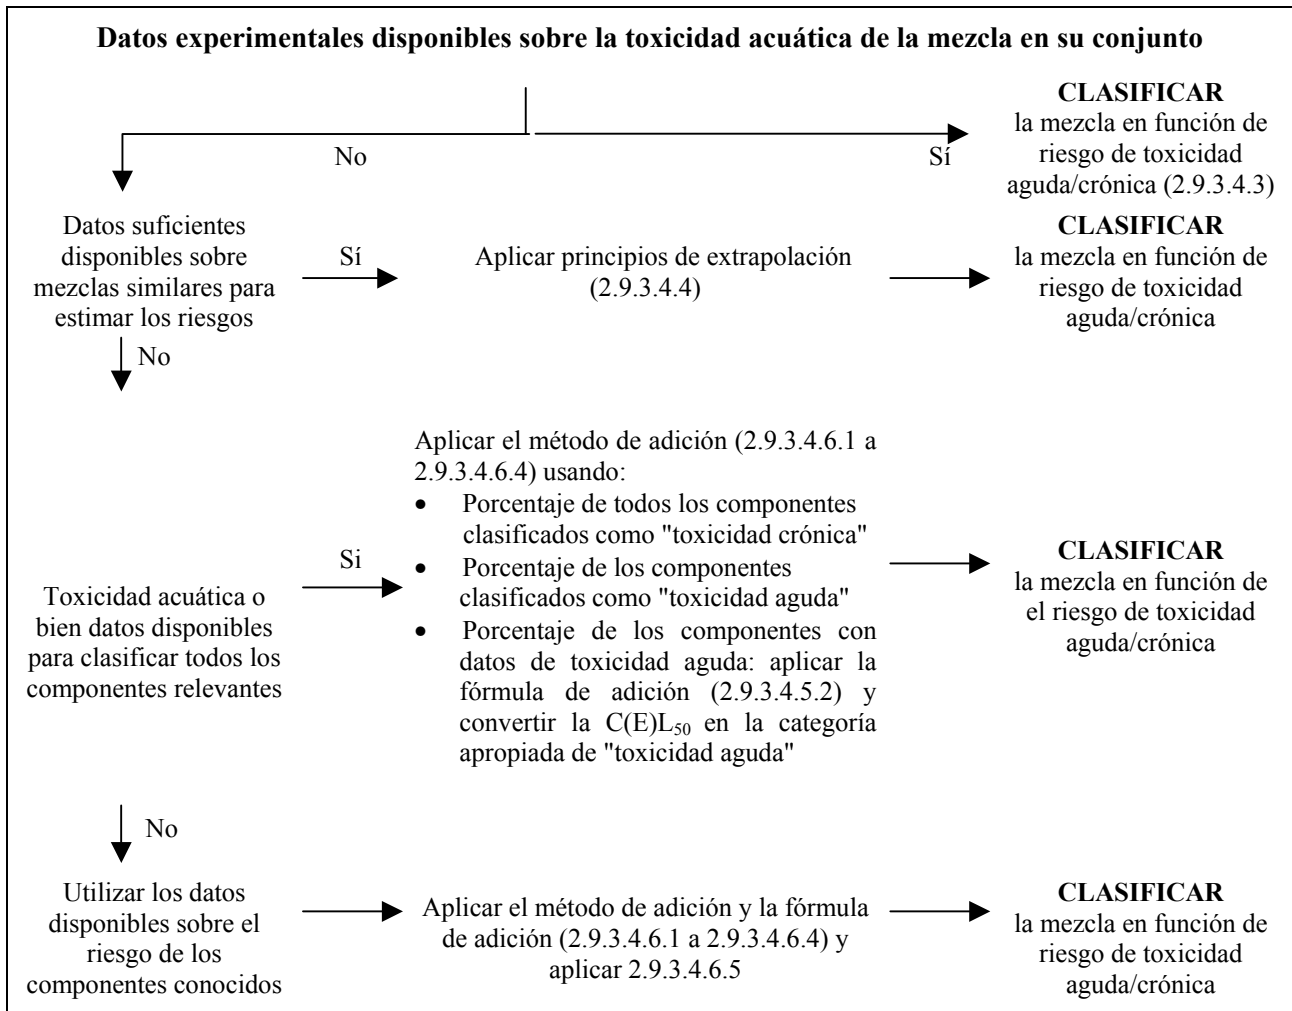 Datos experimentales disponibles sobre la toxicidad acuática de la mezcla en su conjunto
No
Sí
CLASIFICAR
la mezcla en función de
riesgo de toxicidad
aguda/crónica (2.9.3.4.3)
Datos suficientes
disponibles sobre
mezclas similares para
estimar los riesgos
Sí
Aplicar principios de extrapolación
(2.9.3.4.4)
CLASIFICAR
la mezcla en función de
riesgo de toxicidad
aguda/crónica
No
Toxicidad acuática o
bien datos disponibles
para clasificar todos los
componentes relevantes
Si
Aplicar el método de adición (2.9.3.4.6.1 a
2.9.3.4.6.4) usando:
• Porcentaje de todos los componentes
clasificados como "toxicidad crónica"
• Porcentaje de los componentes
clasificados como "toxicidad aguda"
• Porcentaje de los componentes con
datos de toxicidad aguda: aplicar la
fórmula de adición (2.9.3.4.5.2) y
convertir la C(E)L₅₀ en la categoría
apropiada de "toxicidad aguda"
CLASIFICAR
la mezcla en función de
el riesgo de toxicidad
aguda/crónica
No
Utilizar los datos
disponibles sobre el
riesgo de los
componentes conocidos
Aplicar el método de adición y la fórmula
de adición (2.9.3.4.6.1 a 2.9.3.4.6.4) y
aplicar 2.9.3.4.6.5
CLASIFICAR
la mezcla en función de
riesgo de toxicidad
aguda/crónica